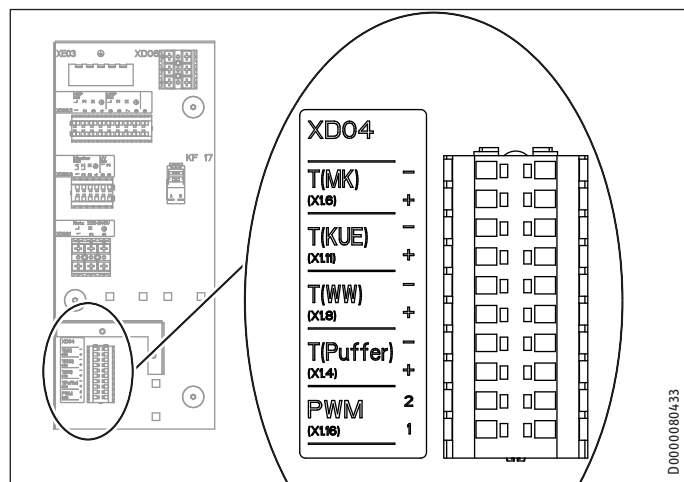 XE03
XD06
KF 17
XD04
T(MK) −
(X1.6) +
T(KUE) −
(X1.11) +
T(WW) −
(X1.8) +
T(Puffer) −
(X1.4) +
PWM 2
(X1.16) 1
D0000080433